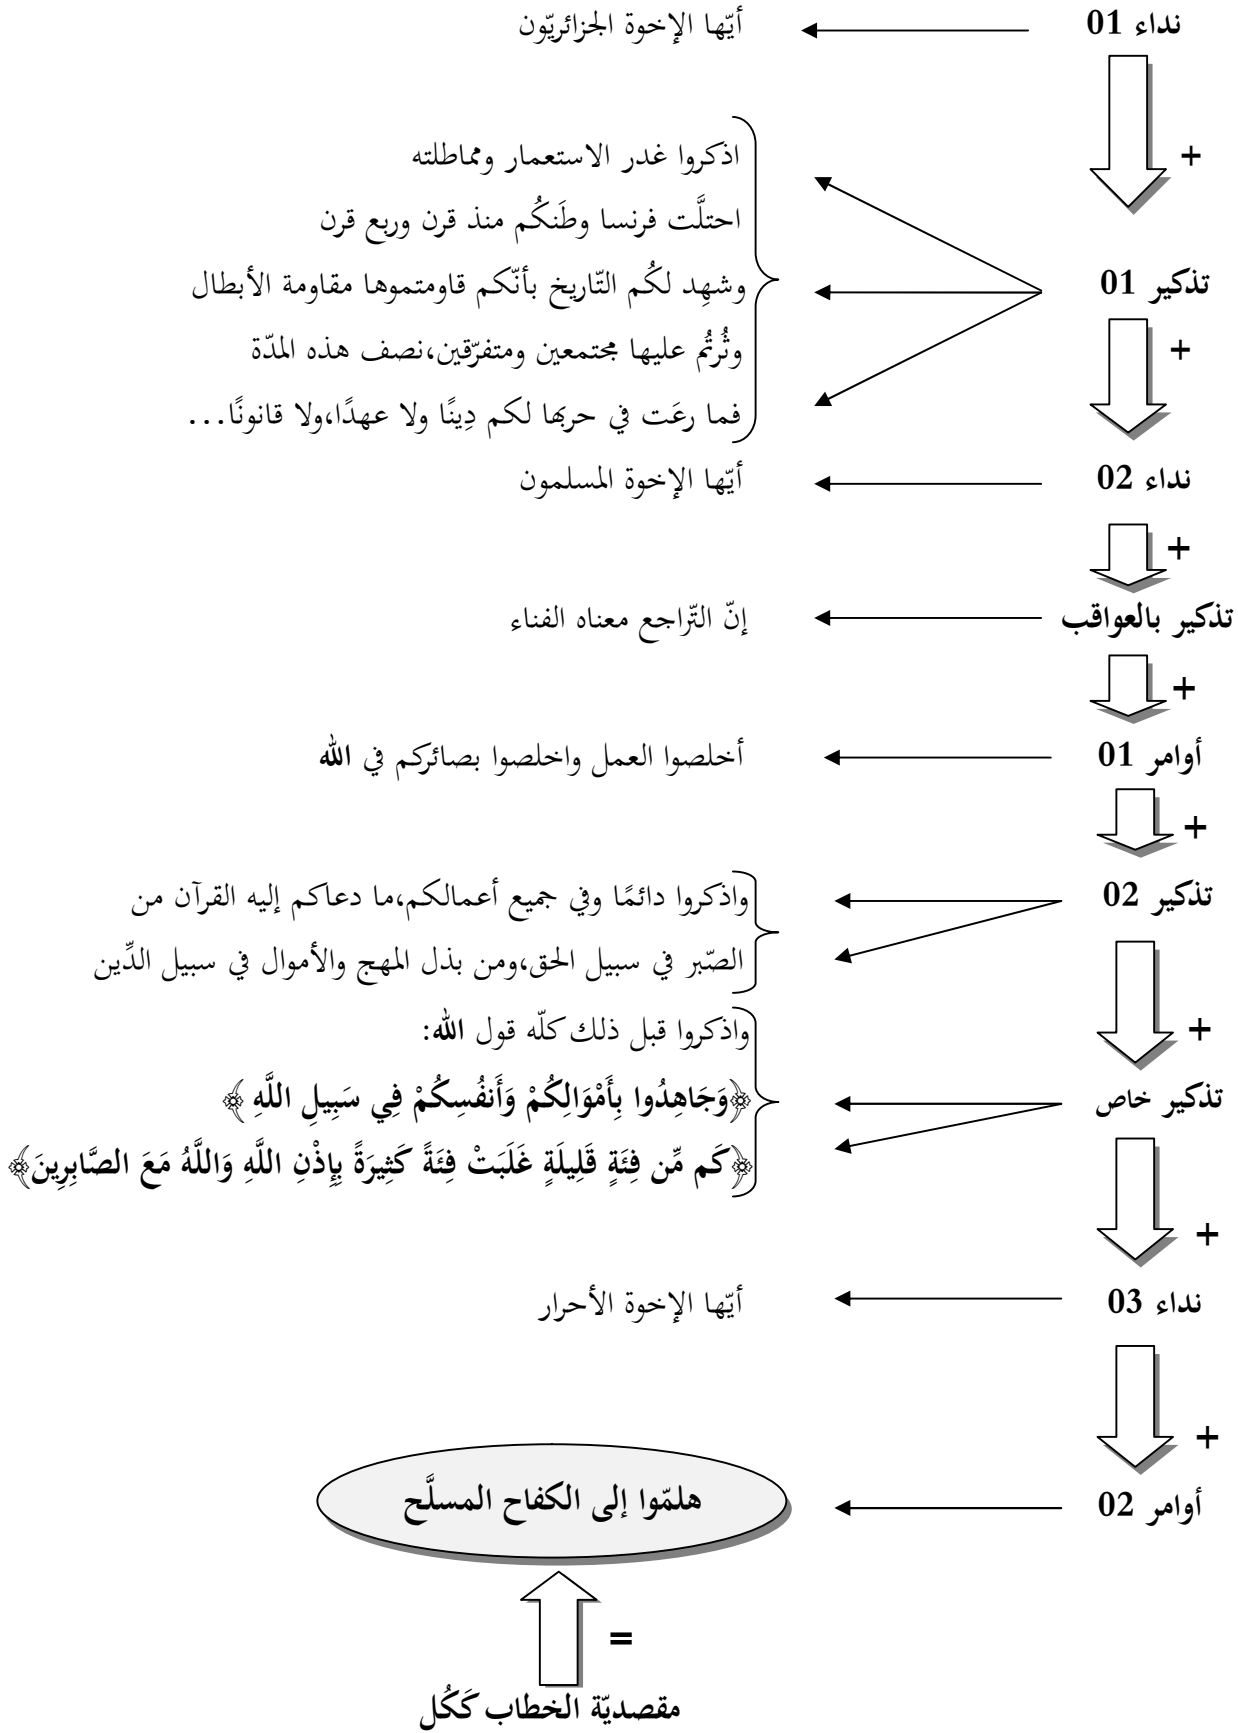 نداء 01
أيّها الإخوة الجزائريّون
+
اذكروا غدر الاستعمار ومماطلته
احتلَّت فرنسا وطَنكُم منذ قرن وربع قرن
تذكير 01
وشهِد لكُم التّاريخ بأنّكم قاومتموها مقاومة الأبطال
+
وثُرتُم عليها مجتمعين ومتفرّقين،نصف هذه المدّة
فما رعَت في حربها لكم دِينًا ولا عهدًا،ولا قانونًا...
نداء 02
أيّها الإخوة المسلمون
+
تذكير بالعواقب
إنّ التّراجع معناه الفناء
+
أوامر 01
أخلصوا العمل واخلصوا بصائركم في الله
+
تذكير 02
واذكروا دائمًا وفي جميع أعمالكم،ما دعاكم إليه القرآن من
الصّبر في سبيل الحق،ومن بذل المهج والأموال في سبيل الدِّين
+
واذكروا قبل ذلك كلّه قول الله:
تذكير خاص
﴿وَجَاهِدُوا بِأَمْوَالِكُمْ وَأَنفُسِكُمْ فِي سَبِيلِ اللَّهِ ﴾
﴿كَم مِّن فِئَةٍ قَلِيلَةٍ غَلَبَتْ فِئَةً كَثِيرَةً بِإِذْنِ اللَّهِ وَاللَّهُ مَعَ الصَّابِرِينَ﴾
+
نداء 03
أيّها الإخوة الأحرار
+
أوامر 02
هلمّوا إلى الكفاح المسلَّح
=
مقصديّة الخطاب كَكُل